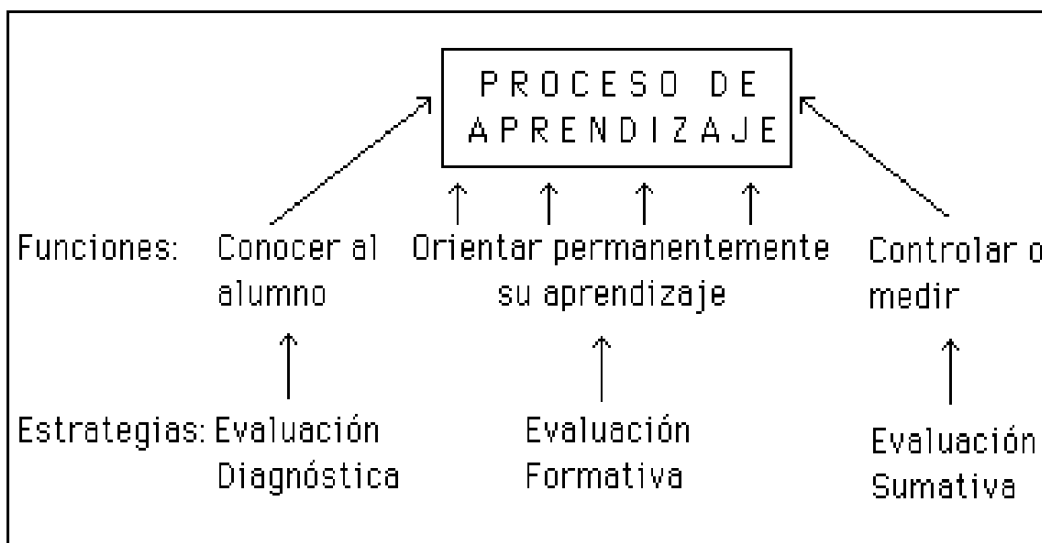 PROCESO DE
APRENDIZAJE
Funciones: Conocer al Orientar permanentemente Controlar o
alumno su aprendizaje medir
Estrategias: Evaluación Evaluación Evaluación
Diagnóstica Formativa Sumativa